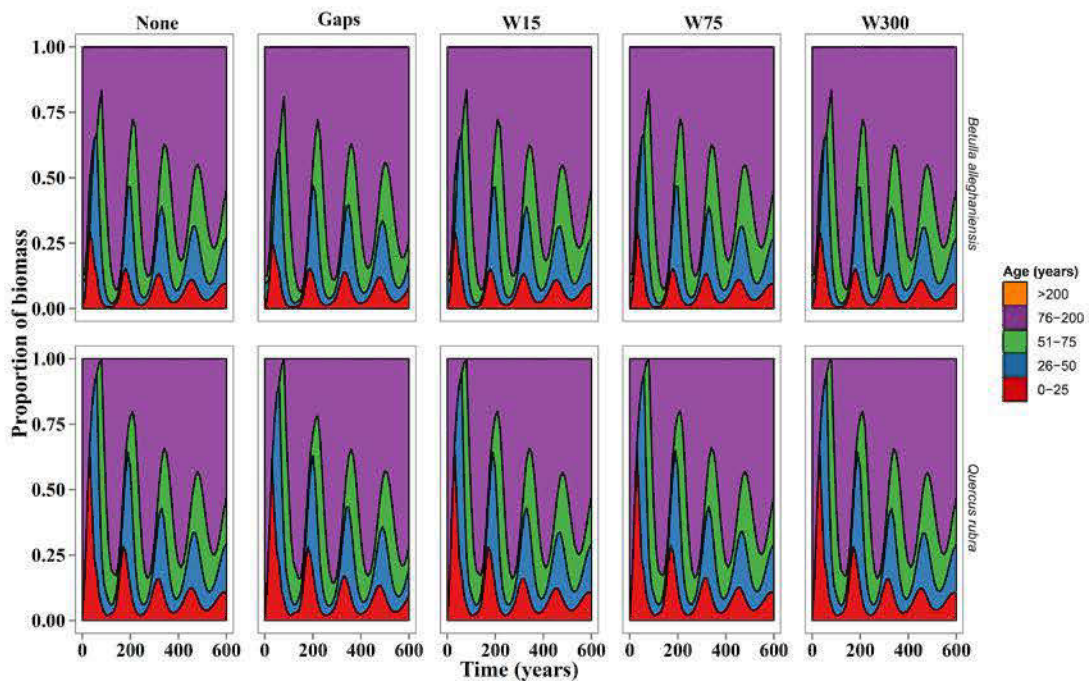 None Gaps W15 W75 W300
1.00
0.75
0.50
0.25
0.00
Betulla alleghaniensis
Proportion of biomass
1.00
0.75
0.50
0.25
0.00
Quercus rubra
0 200 400 600 0 200 400 600 0 200 400 600 0 200 400 600 0 200 400 600
Time (years)
Age (years)
>200
76–200
51–75
26–50
0–25